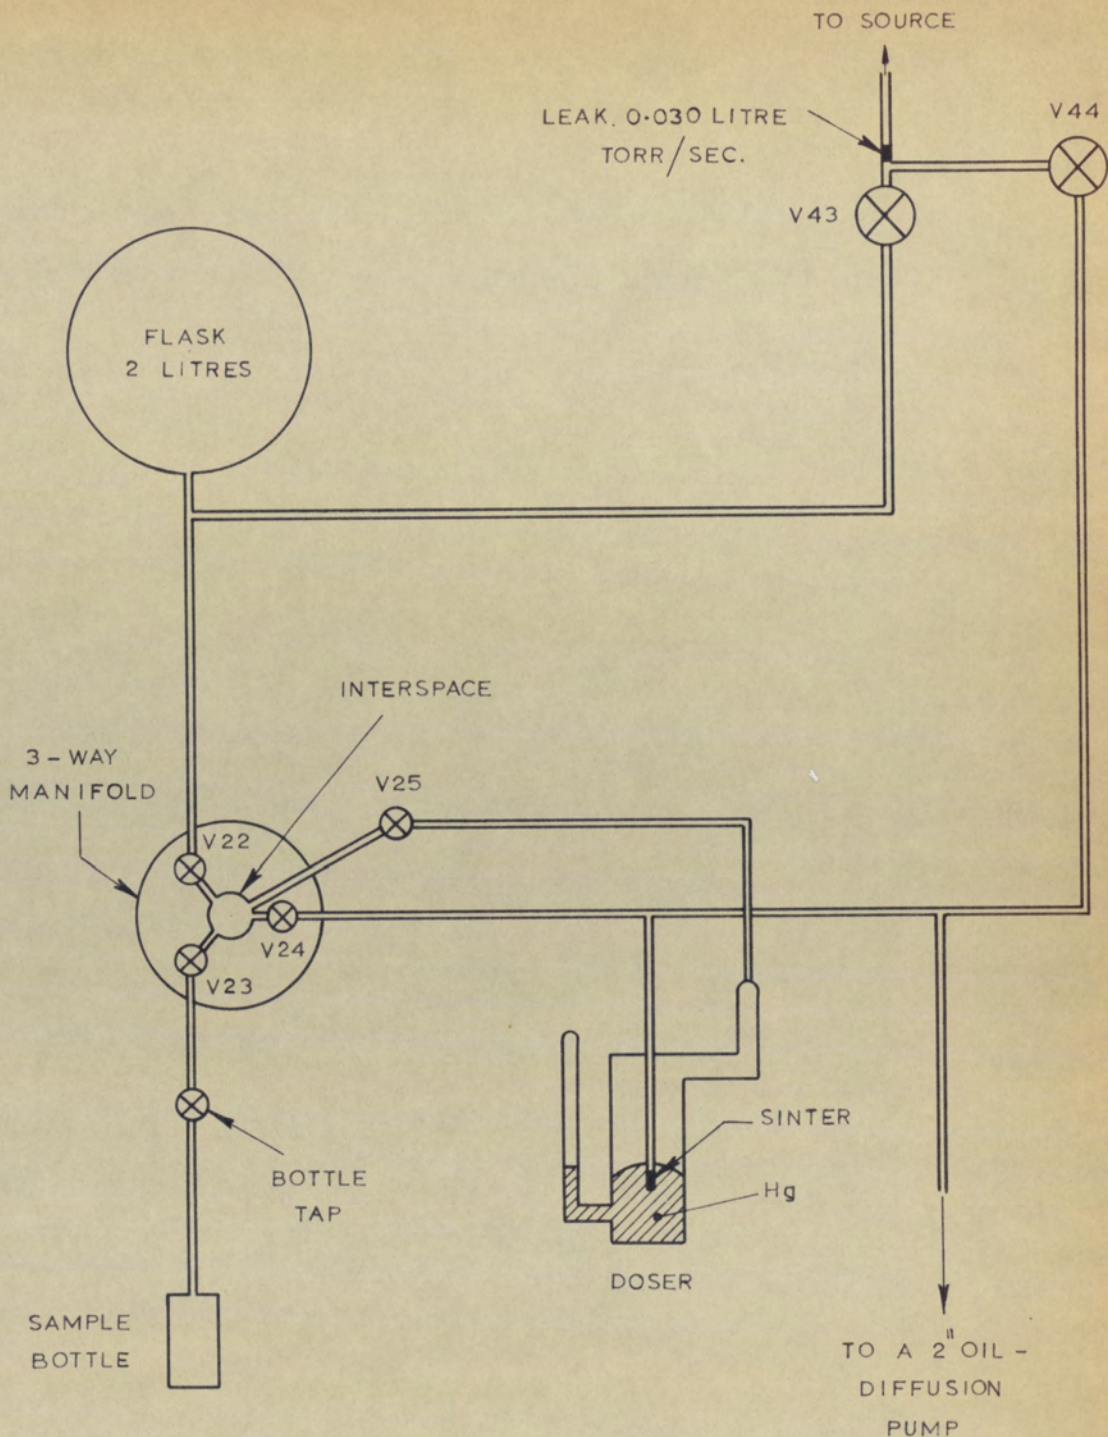 TO SOURCE
LEAK. 0·030 LITRE
TORR/SEC.
V44
V43
FLASK
2 LITRES
INTERSPACE
3-WAY
MANIFOLD
V25
V22
V24
V23
SINTER
Hg
BOTTLE
TAP
DOSER
SAMPLE
BOTTLE
TO A 2" OIL-
DIFFUSION
PUMP